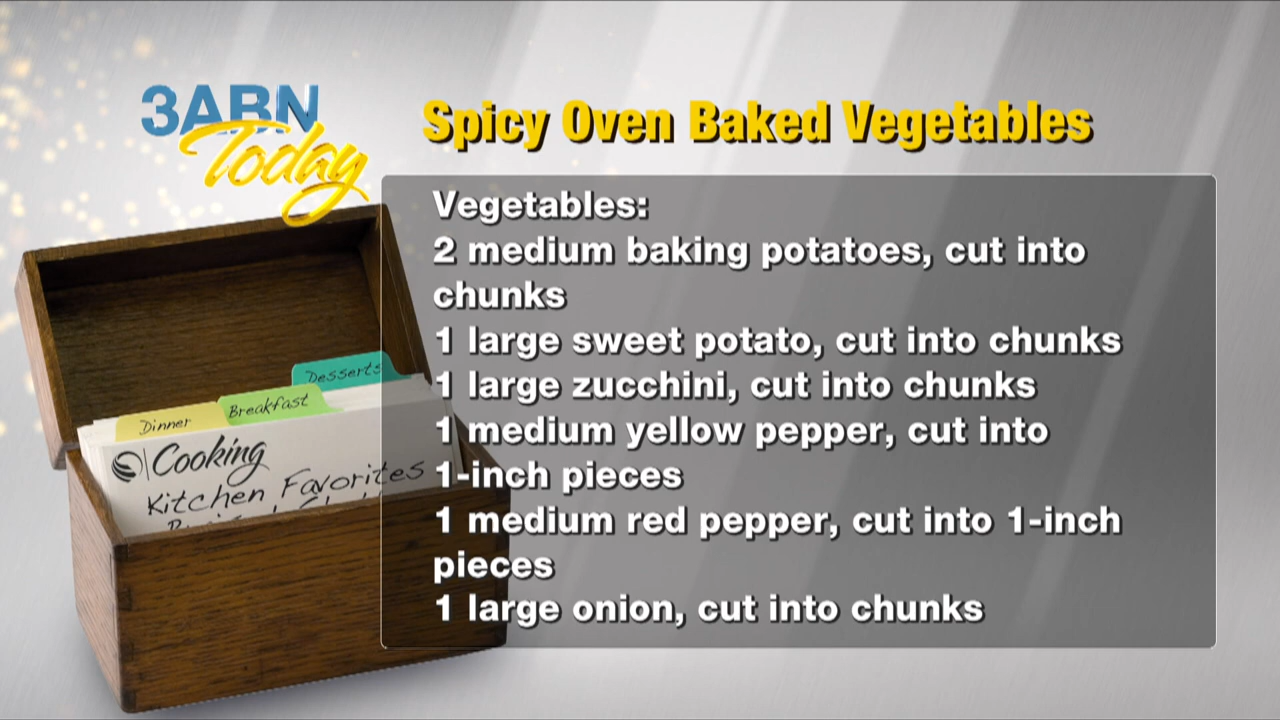 3ABN
Today
Spicy Oven Baked Vegetables
Vegetables:
2 medium baking potatoes, cut into
chunks
1 large sweet potato, cut into chunks
1 large zucchini, cut into chunks
1 medium yellow pepper, cut into
1-inch pieces
1 medium red pepper, cut into 1-inch
pieces
1 large onion, cut into chunks
Desserts
Breakfast
Dinner
Cooking
Kitchen Favorites